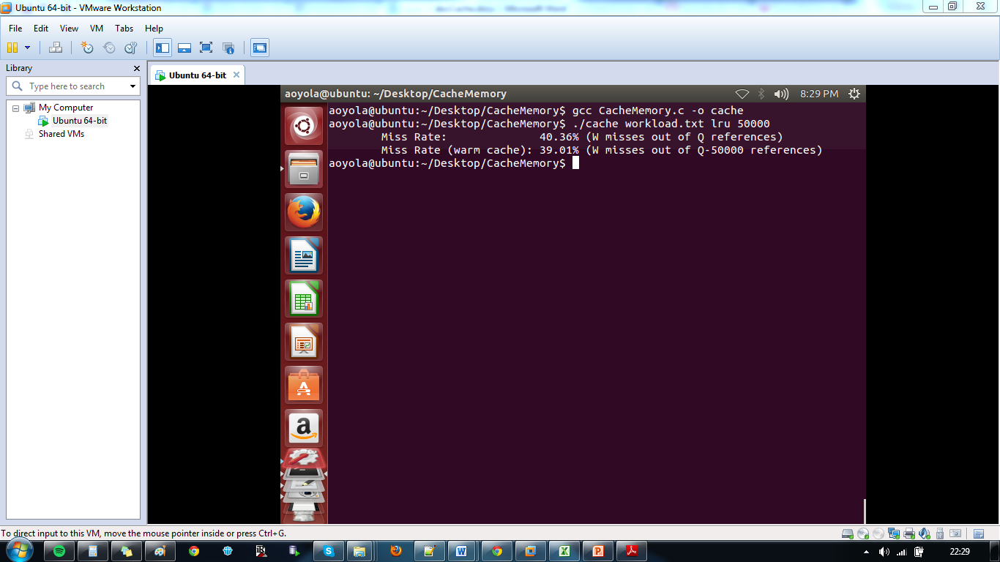 Ubuntu 64-bit - VMware Workstation
File Edit View VM Tabs Help
Library
Type here to search
My Computer
Ubuntu 64-bit
Shared VMs
Ubuntu 64-bit
aoyola@ubuntu: ~/Desktop/CacheMemory
8:29 PM
aoyola@ubuntu:~/Desktop/CacheMemory$ gcc CacheMemory.c -o cache
aoyola@ubuntu:~/Desktop/CacheMemory$ ./cache workload.txt lru 50000
Miss Rate: 40.36% (W misses out of Q references)
Miss Rate (warm cache): 39.01% (W misses out of Q-50000 references)
aoyola@ubuntu:~/Desktop/CacheMemory$
To direct input to this VM, move the mouse pointer inside or press Ctrl+G.
22:29